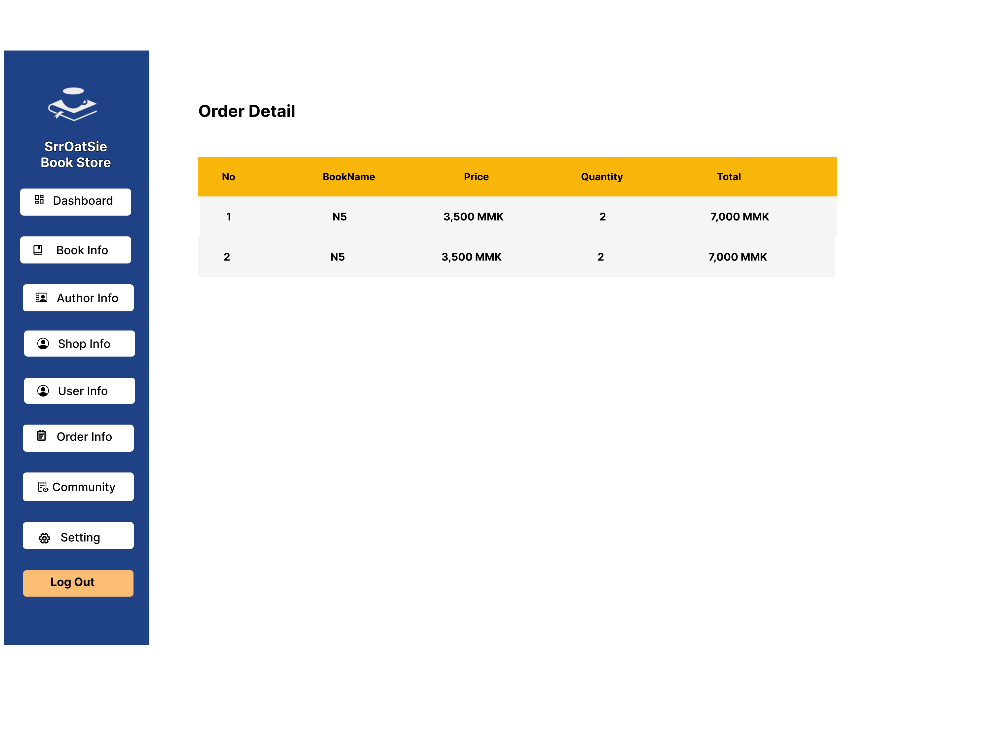 SrrOatSie
Book Store
Dashboard
Book Info
Author Info
Shop Info
User Info
Order Info
Community
Setting
Log Out
Order Detail
No BookName Price Quantity Total
1 N5 3,500 MMK 2 7,000 MMK
2 N5 3,500 MMK 2 7,000 MMK